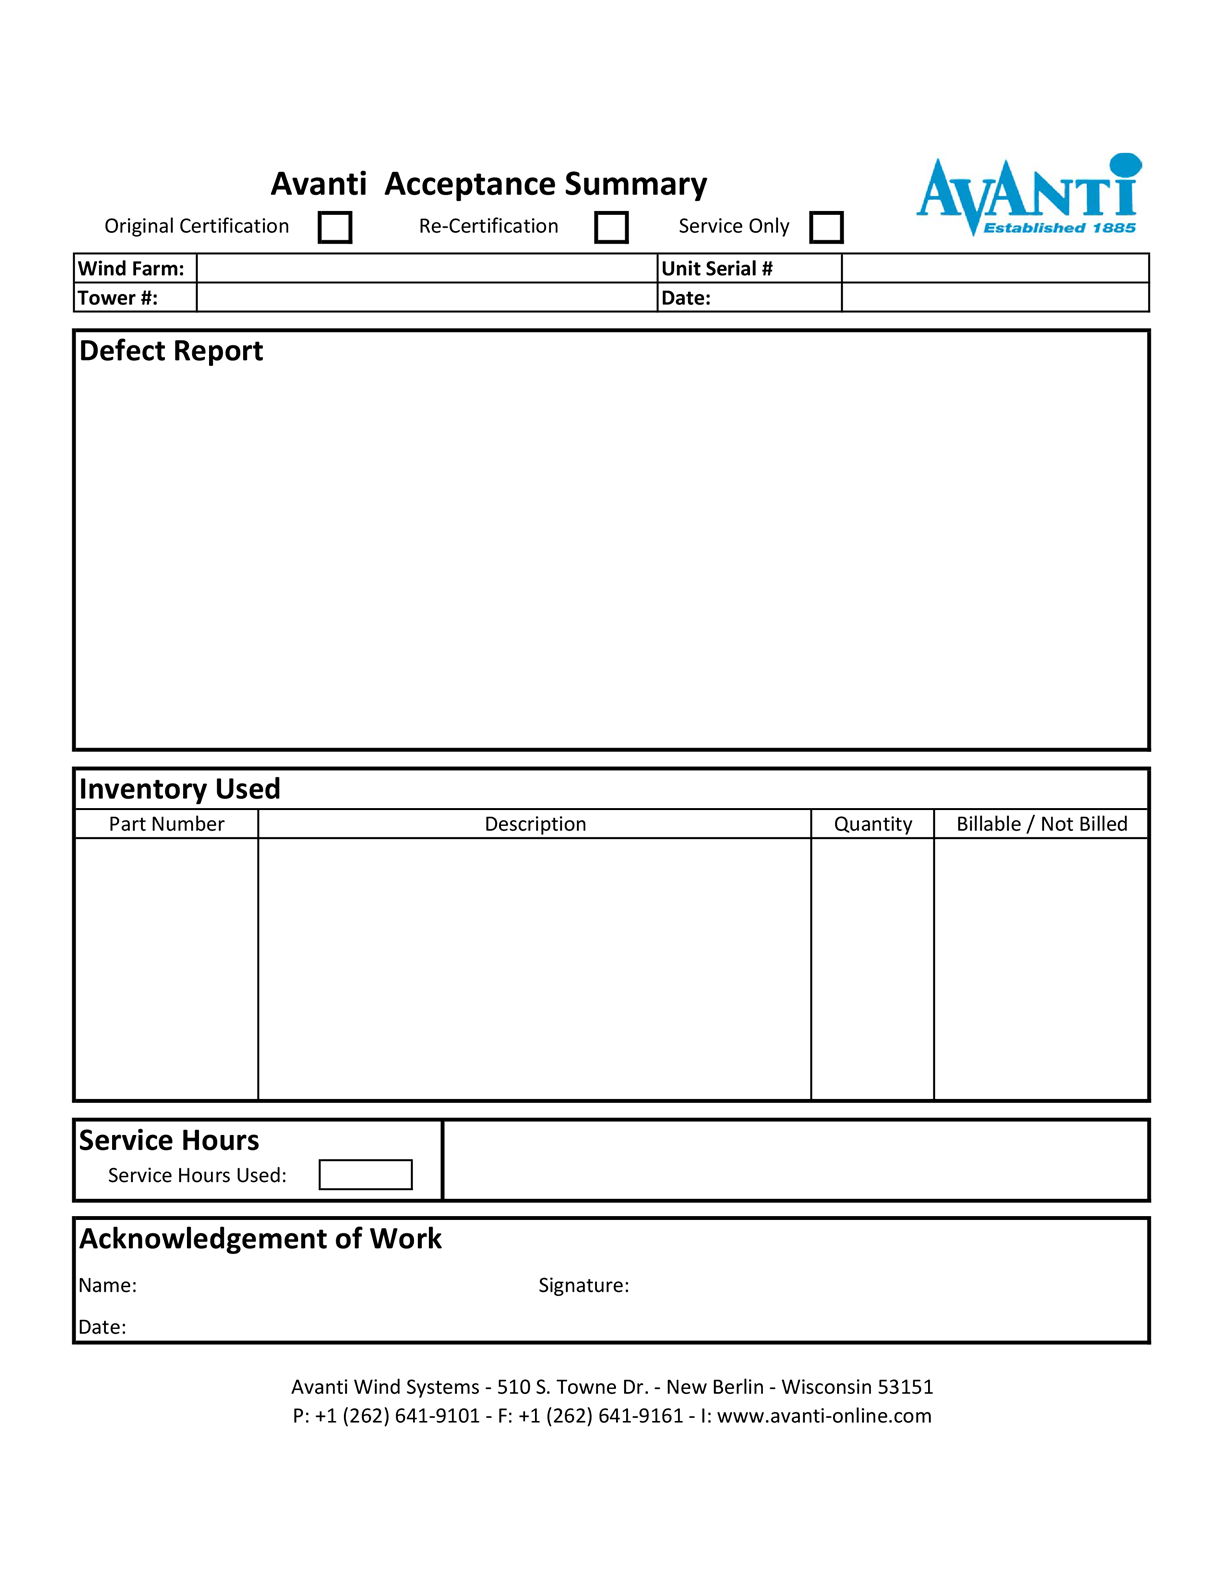 Avanti  Acceptance Summary
AVANTI
Established 1885
Original Certification Re-Certification Service Only
Wind Farm: Unit Serial #
Tower #: Date:
Defect Report
Inventory Used
Part Number Description Quantity Billable / Not Billed
Service Hours
Service Hours Used:
Acknowledgement of Work
Name: Signature:
Date:
Avanti Wind Systems - 510 S. Towne Dr. - New Berlin - Wisconsin 53151
P: +1 (262) 641-9101 - F: +1 (262) 641-9161 - I: www.avanti-online.com